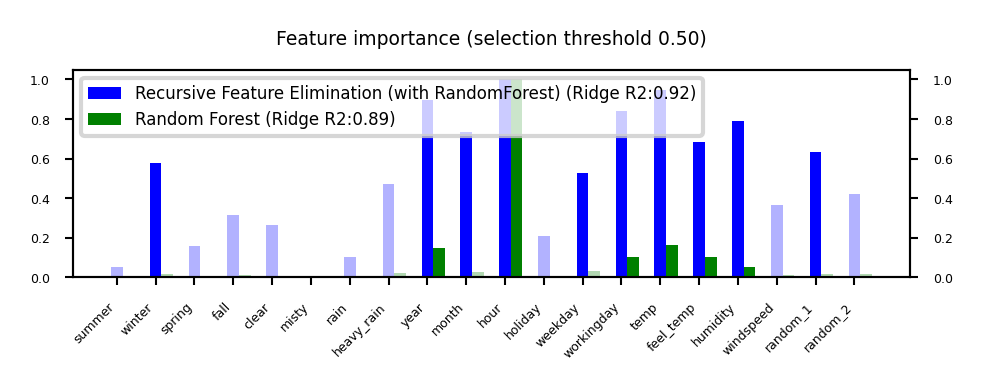 Feature importance (selection threshold 0.50)
Recursive Feature Elimination (with RandomForest) (Ridge R2:0.92)
Random Forest (Ridge R2:0.89)
1.0
0.8
0.6
0.4
0.2
0.0
1.0
0.8
0.6
0.4
0.2
0.0
summer
winter
spring
fall
clear
misty
rain
heavy_rain
year
month
hour
holiday
weekday
workingday
temp
feel_temp
humidity
windspeed
random_1
random_2